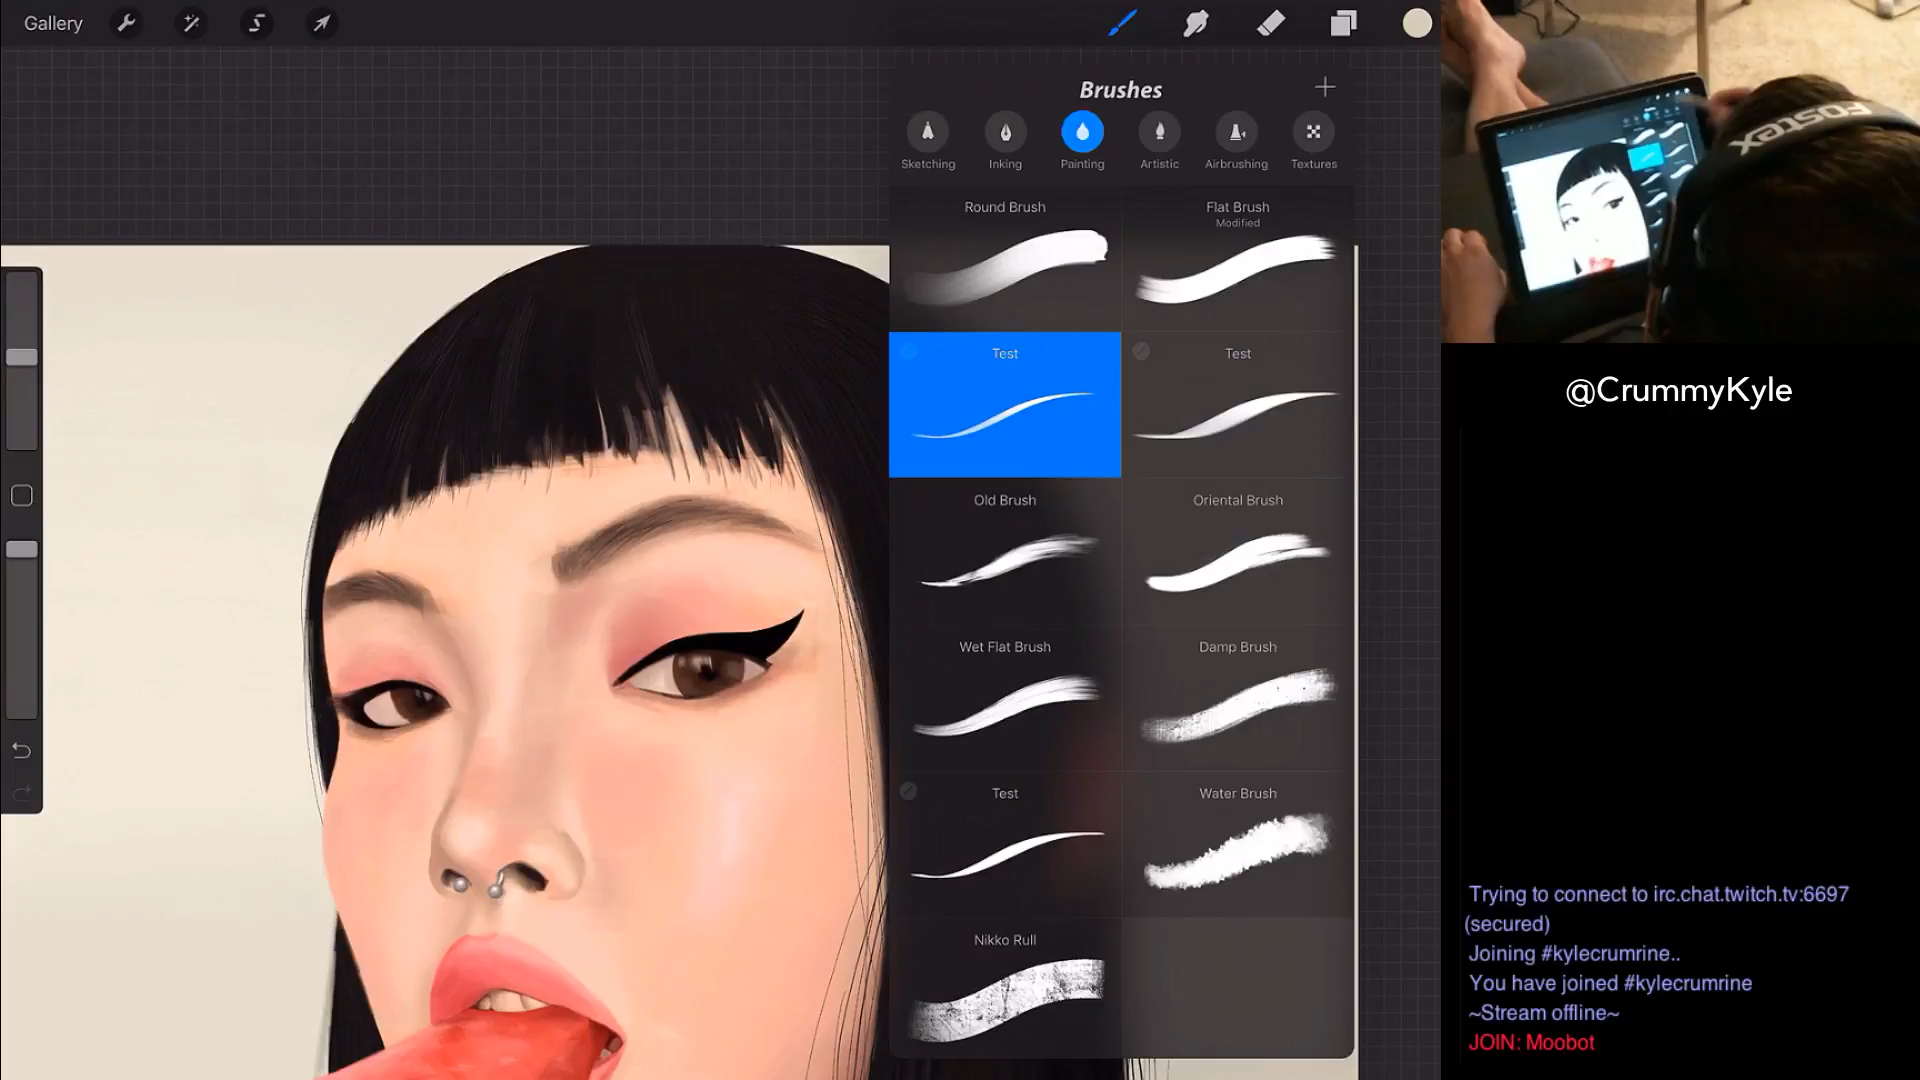 Gallery
Brushes
Sketching
Inking
Painting
Artistic
Airbrushing
Textures
Round Brush
Flat Brush
Modified
Test
Test
Old Brush
Oriental Brush
Wet Flat Brush
Damp Brush
Test
Water Brush
Nikko Rull
Fostex
@CrummyKyle
Trying to connect to irc.chat.twitch.tv:6697
(secured)
Joining #kylecrumrine..
You have joined #kylecrumrine
~Stream offline~
JOIN: Moobot